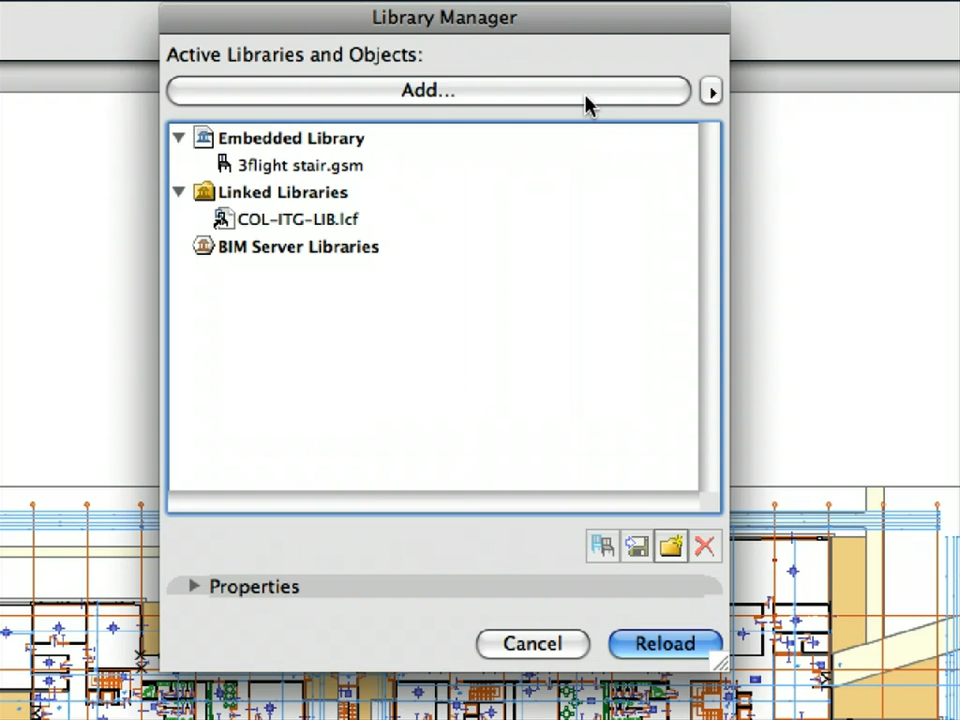 Library Manager
Active Libraries and Objects:
Add...
Embedded Library
3flight stair.gsm
Linked Libraries
COL-ITG-LIB.lcf
BIM Server Libraries
Properties
Cancel
Reload